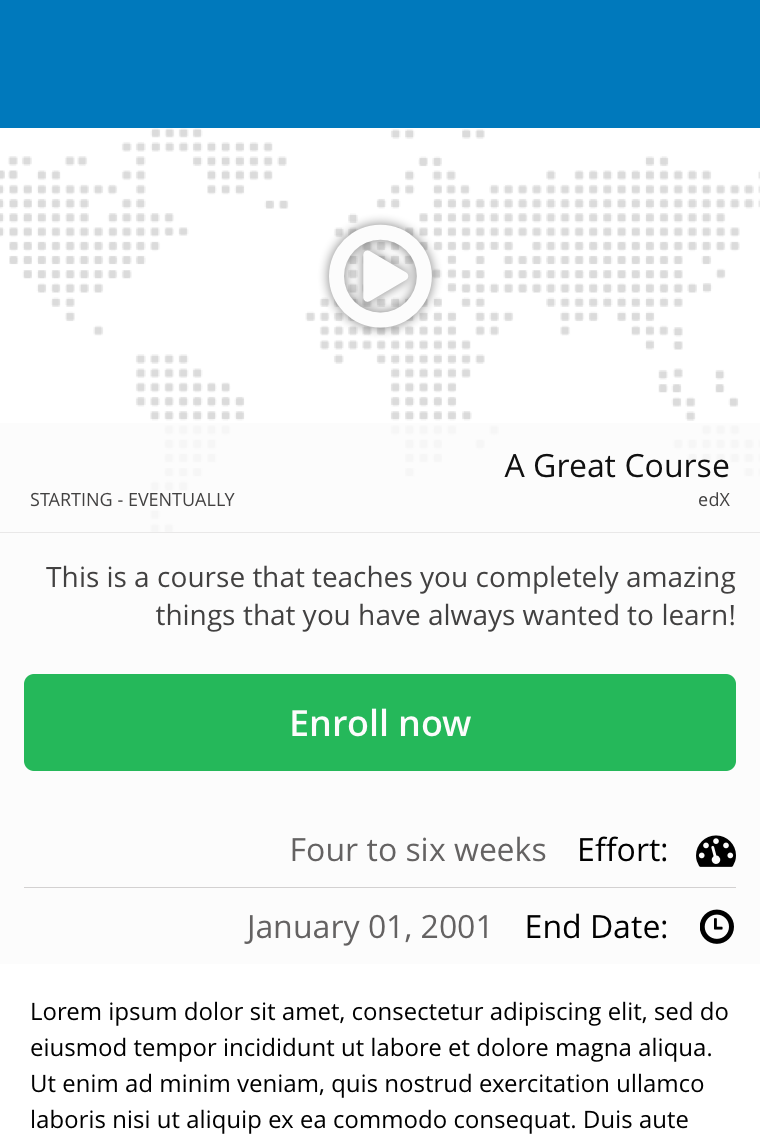 A Great Course
STARTING - EVENTUALLY
edX
This is a course that teaches you completely amazing
things that you have always wanted to learn!
Enroll now
Effort: Four to six weeks
End Date: January 01, 2001
Lorem ipsum dolor sit amet, consectetur adipiscing elit, sed do
eiusmod tempor incididunt ut labore et dolore magna aliqua.
Ut enim ad minim veniam, quis nostrud exercitation ullamco
laboris nisi ut aliquip ex ea commodo consequat. Duis aute